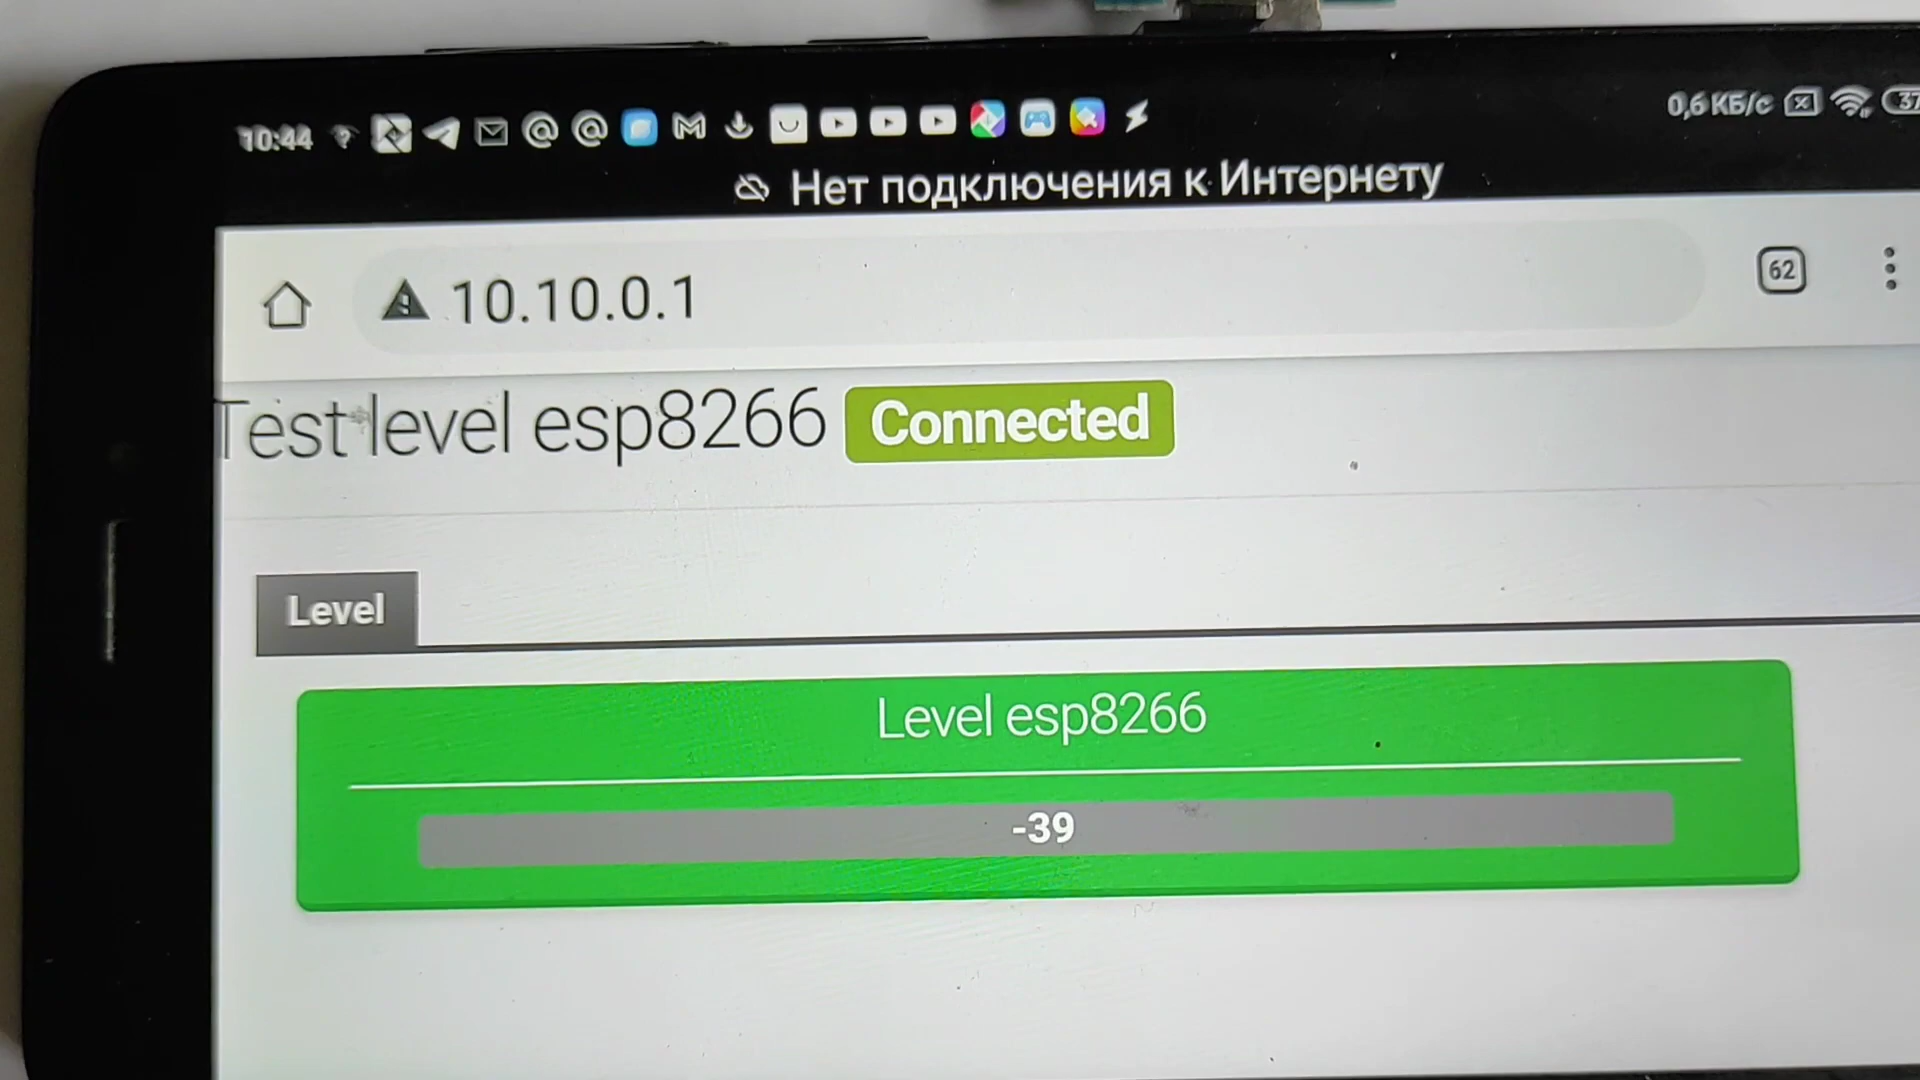 10:44
0,6 КБ/с
37
Нет подключения к Интернету
10.10.0.1
62
Test level esp8266 Connected
Level
Level esp8266
-39